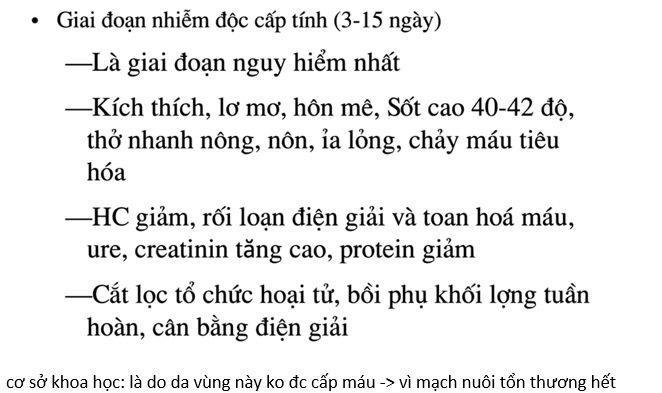 • Giai đoạn nhiễm độc cấp tính (3-15 ngày)
—Là giai đoạn nguy hiểm nhất
—Kích thích, lơ mơ, hôn mê, Sốt cao 40-42 độ,
thở nhanh nông, nôn, ỉa lỏng, chảy máu tiêu
hóa
—HC giảm, rối loạn điện giải và toan hoá máu,
ure, creatinin tăng cao, protein giảm
—Cắt lọc tổ chức hoại tử, bồi phụ khối lợng tuần
hoàn, cân bằng điện giải
cơ sở khoa học: là do da vùng này ko đc cấp máu -> vì mạch nuôi tổn thương hết